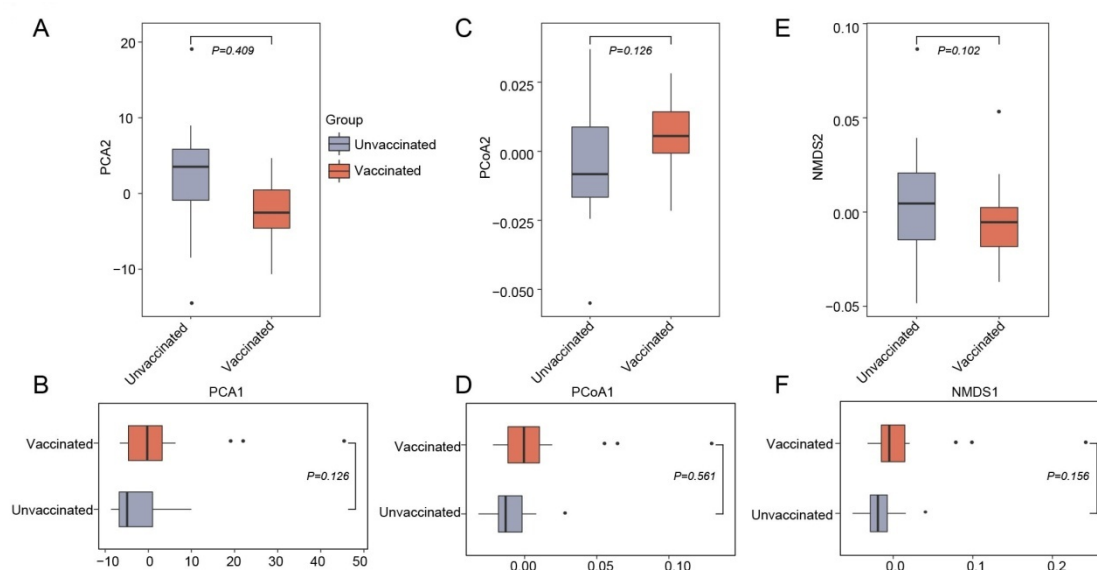 A
PCA2
20
10
0
−10
P=0.409
Unvaccinated
Vaccinated
Group
Unvaccinated
Vaccinated
C
PCoA2
0.025
0.000
−0.025
−0.050
P=0.126
Unvaccinated
Vaccinated
E
NMDS2
0.10
0.05
0.00
−0.05
P=0.102
Unvaccinated
Vaccinated
B
PCA1
Vaccinated
Unvaccinated
P=0.126
−10 0 10 20 30 40 50
D
PCoA1
Vaccinated
Unvaccinated
P=0.561
0.00 0.05 0.10
F
NMDS1
Vaccinated
Unvaccinated
P=0.156
0.0 0.1 0.2